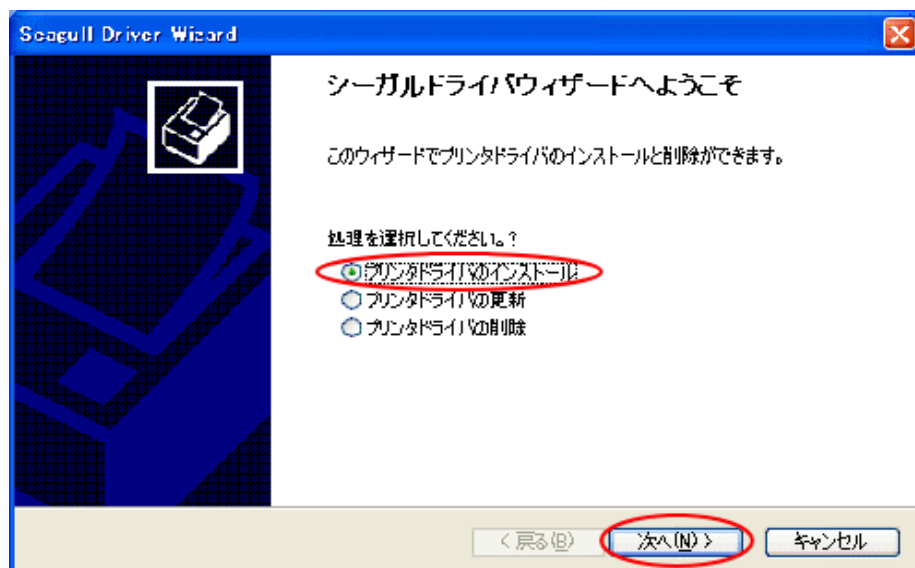 Seagull Driver Wizard
シーガルドライバウィザードへようこそ
このウィザードでプリンタドライバのインストールと削除ができます。
処理を選択してください。?
プリンタドライバのインストール
プリンタドライバの更新
プリンタドライバの削除
< 戻る(B)
次へ(N) >
キャンセル